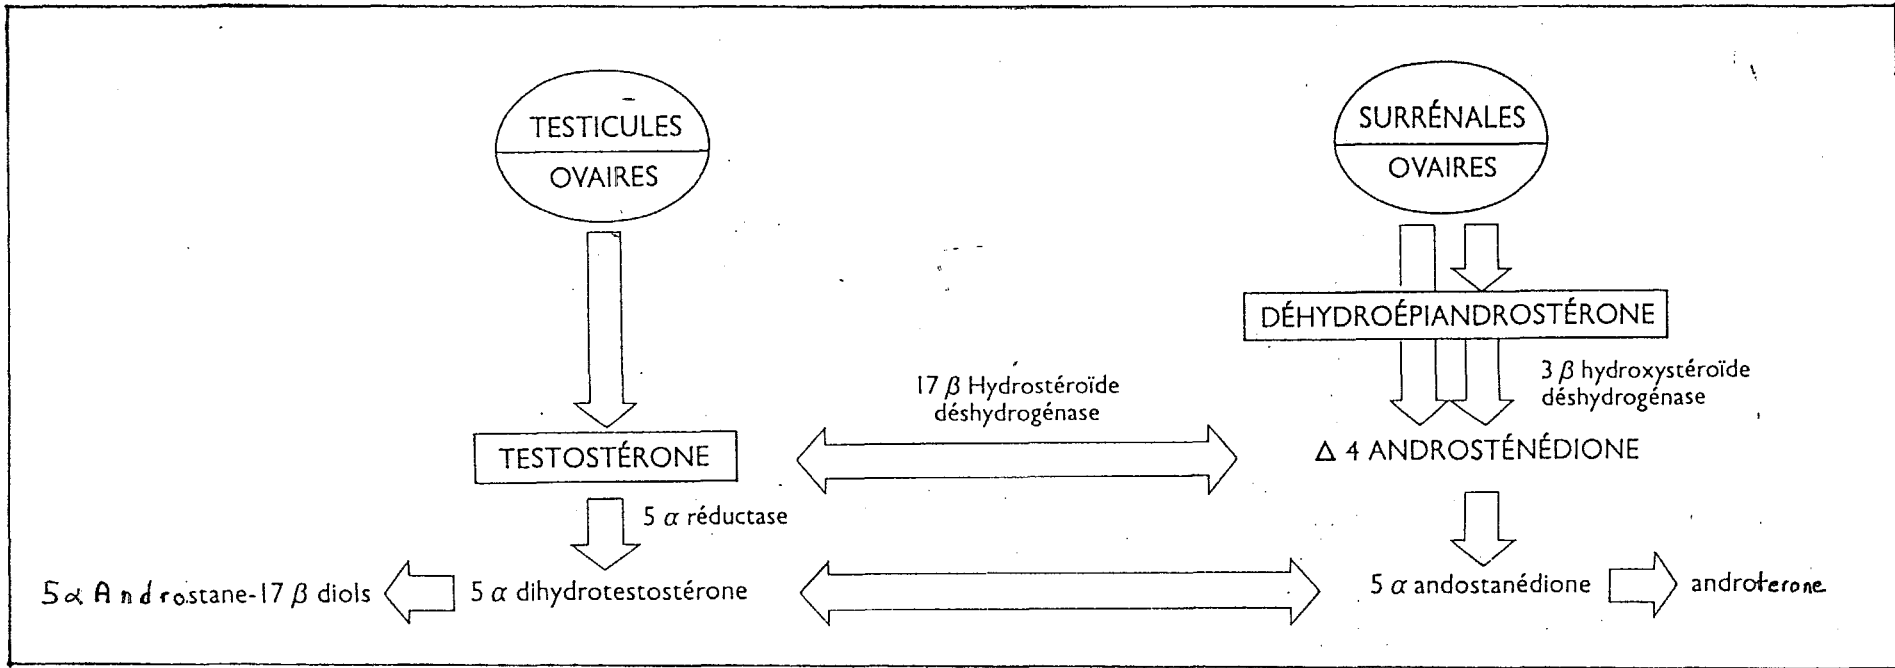 TESTICULES
OVAIRES
SURRÉNALES
OVAIRES
DÉHYDROÉPIANDROSTÉRONE
17 β Hydrostéroïde
déshydrogénase
3 β hydroxystéroïde
déshydrogénase
TESTOSTÉRONE
Δ 4 ANDROSTÉNÉDIONE
5 α réductase
5α Androstane-17 β diols
5 α dihydrotestostérone
5 α andostanédione
androterone